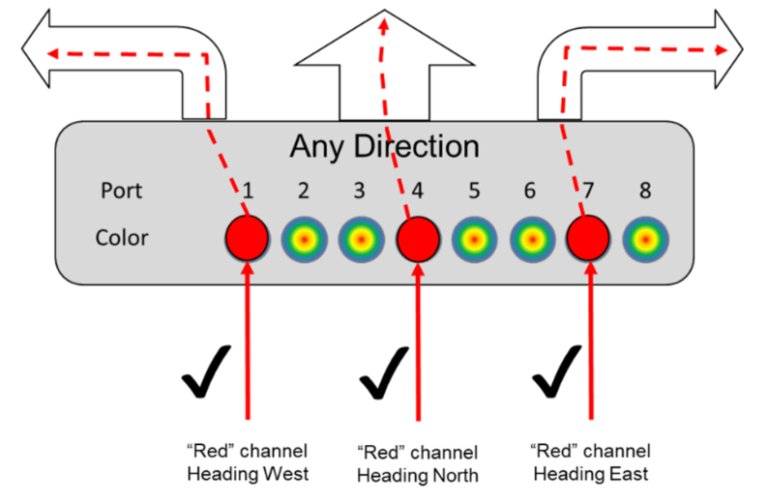 Any Direction
Port 1 2 3 4 5 6 7 8
Color
“Red” channel
Heading West
“Red” channel
Heading North
“Red” channel
Heading East